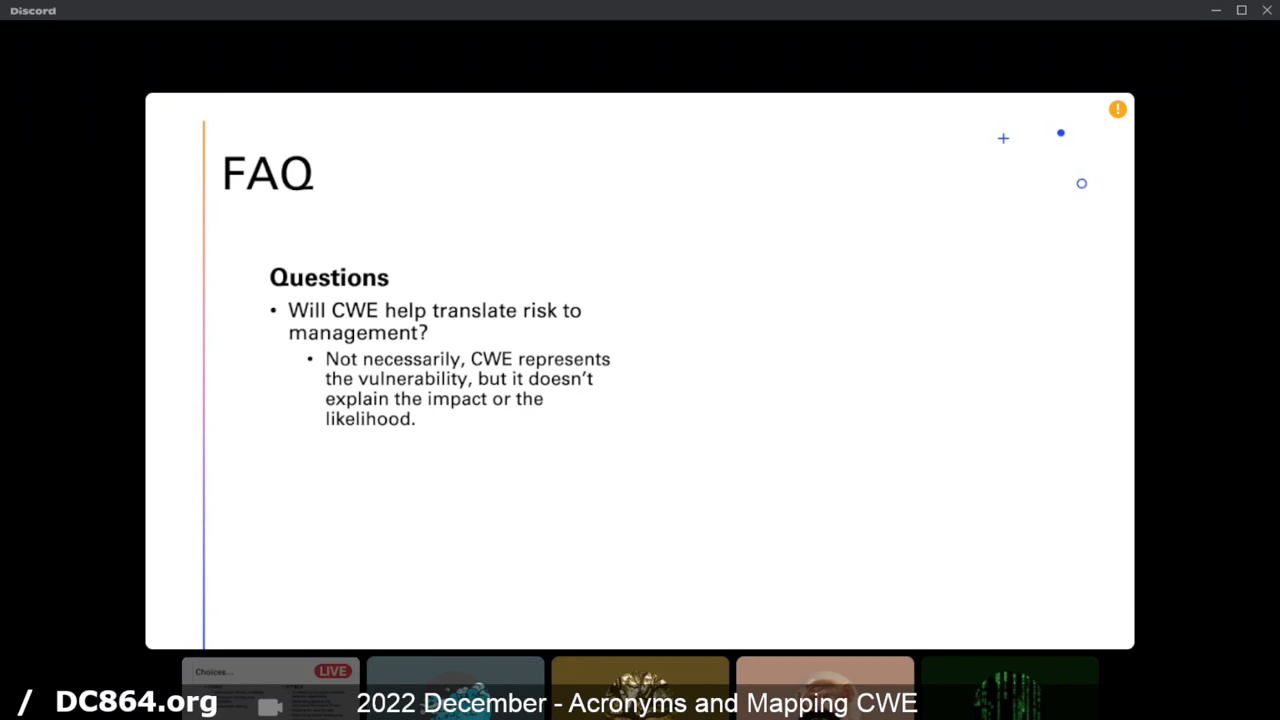 Discord
FAQ
Questions
• Will CWE help translate risk to
management?
• Not necessarily, CWE represents
the vulnerability, but it doesn't
explain the impact or the
likelihood.
Choices...
LIVE
/ DC864.org
2022 December - Acronyms and Mapping CWE